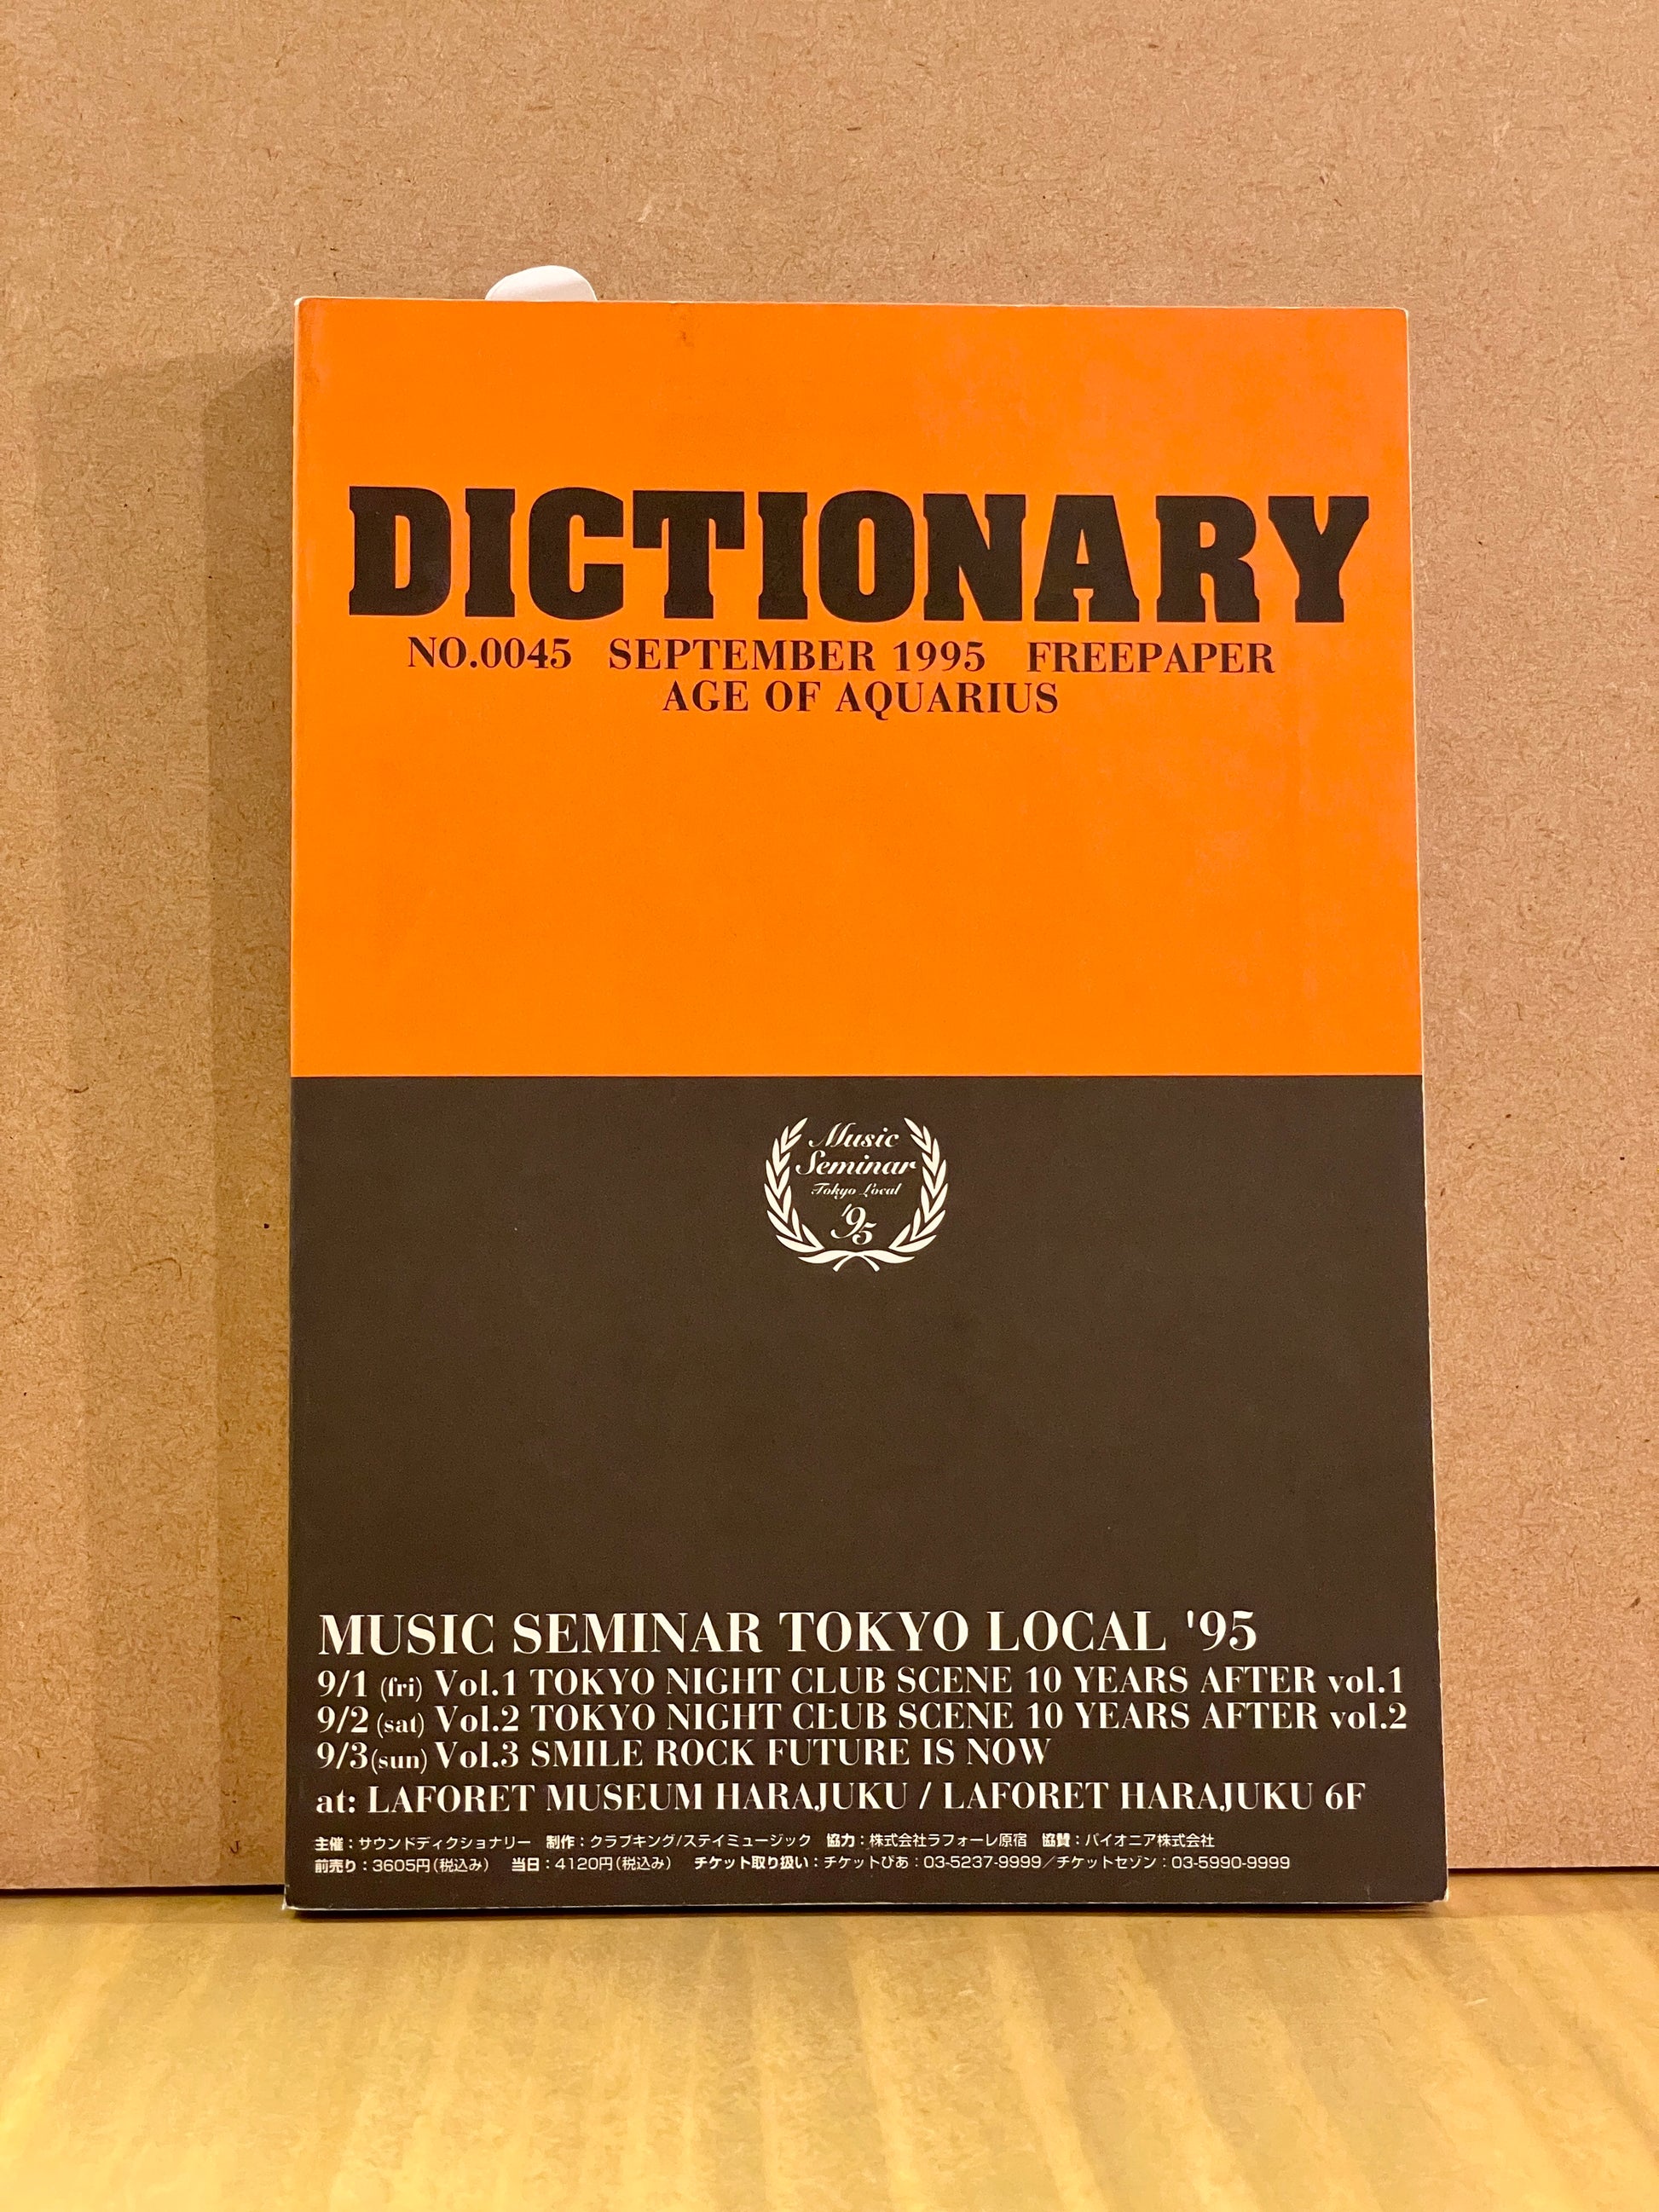 DICTIONARY
NO.0045 SEPTEMBER 1995 FREEPAPER
AGE OF AQUARIUS
Music
Seminar
Tokyo Local
'95
MUSIC SEMINAR TOKYO LOCAL '95
9/1 (fri) Vol.1 TOKYO NIGHT CLUB SCENE 10 YEARS AFTER vol.1
9/2 (sat) Vol.2 TOKYO NIGHT CLUB SCENE 10 YEARS AFTER vol.2
9/3(sun) Vol.3 SMILE ROCK FUTURE IS NOW
at: LAFORET MUSEUM HARAJUKU / LAFORET HARAJUKU 6F
主催：サウンドディクショナリー 制作：クラブキング/ステイミュージック 協力：株式会社ラフォーレ原宿 協賛：パイオニア株式会社
前売り：3605円(税込み) 当日：4120円(税込み) チケット取り扱い：チケットぴあ：03-5237-9999／チケットセゾン：03-5990-9999